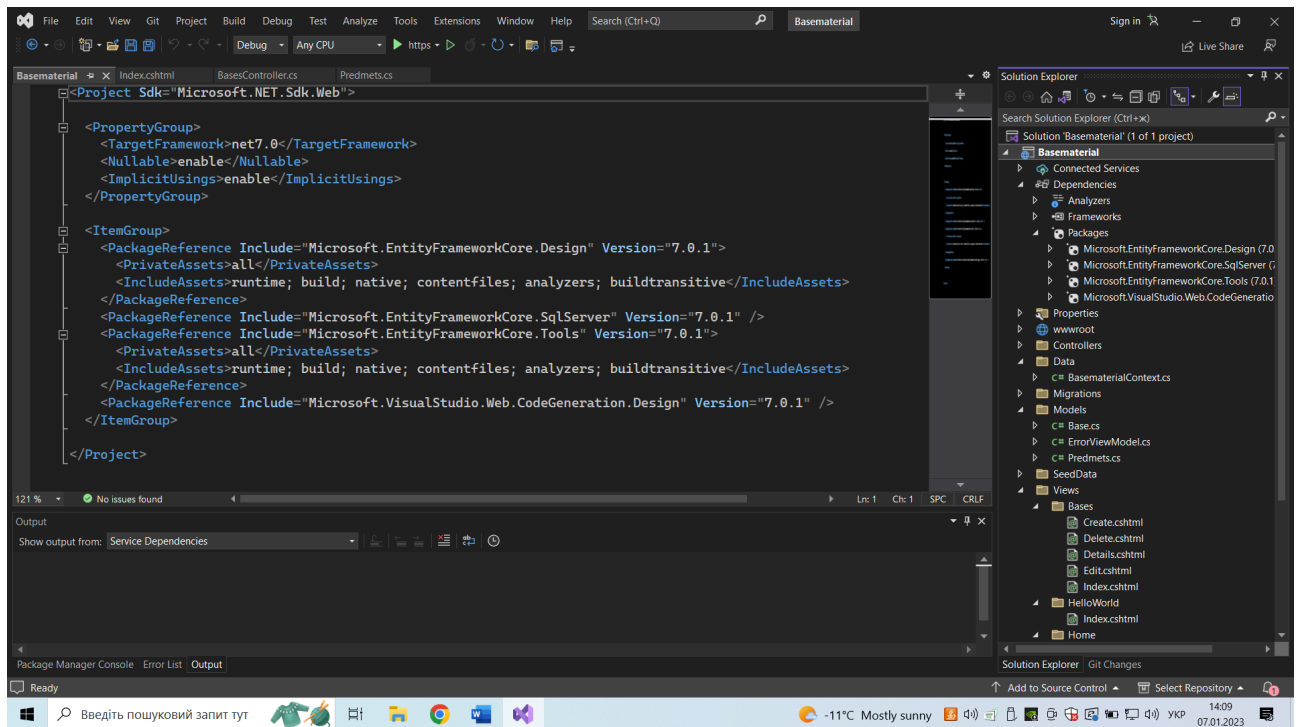 File Edit View Git Project Build Debug Test Analyze Tools Extensions Window Help Search (Ctrl+Q) Basematerial Sign in
Debug Any CPU https Live Share
Basematerial Index.cshtml BasesController.cs Predmets.cs
<Project Sdk="Microsoft.NET.Sdk.Web">
<PropertyGroup>
<TargetFramework>net7.0</TargetFramework>
<Nullable>enable</Nullable>
<ImplicitUsings>enable</ImplicitUsings>
</PropertyGroup>
<ItemGroup>
<PackageReference Include="Microsoft.EntityFrameworkCore.Design" Version="7.0.1">
<PrivateAssets>all</PrivateAssets>
<IncludeAssets>runtime; build; native; contentfiles; analyzers; buildtransitive</IncludeAssets>
</PackageReference>
<PackageReference Include="Microsoft.EntityFrameworkCore.SqlServer" Version="7.0.1" />
<PackageReference Include="Microsoft.EntityFrameworkCore.Tools" Version="7.0.1">
<PrivateAssets>all</PrivateAssets>
<IncludeAssets>runtime; build; native; contentfiles; analyzers; buildtransitive</IncludeAssets>
</PackageReference>
<PackageReference Include="Microsoft.VisualStudio.Web.CodeGeneration.Design" Version="7.0.1" />
</ItemGroup>
</Project>
121 % No issues found Ln: 1 Ch: 1 SPC CRLF
Output
Show output from: Service Dependencies
Package Manager Console Error List Output
Solution Explorer
Search Solution Explorer (Ctrl+ж)
Solution 'Basematerial' (1 of 1 project)
Basematerial
Connected Services
Dependencies
Analyzers
Frameworks
Packages
Microsoft.EntityFrameworkCore.Design (7.0
Microsoft.EntityFrameworkCore.SqlServer (7
Microsoft.EntityFrameworkCore.Tools (7.0.1
Microsoft.VisualStudio.Web.CodeGeneratio
Properties
wwwroot
Controllers
Data
C# BasematerialContext.cs
Migrations
Models
C# Base.cs
C# ErrorViewModel.cs
C# Predmets.cs
SeedData
Views
Bases
Create.cshtml
Delete.cshtml
Details.cshtml
Edit.cshtml
Index.cshtml
HelloWorld
Index.cshtml
Home
Solution Explorer Git Changes
Ready Add to Source Control Select Repository 1
Введіть пошуковий запит тут -11°C Mostly sunny УКР 14:09
07.01.2023